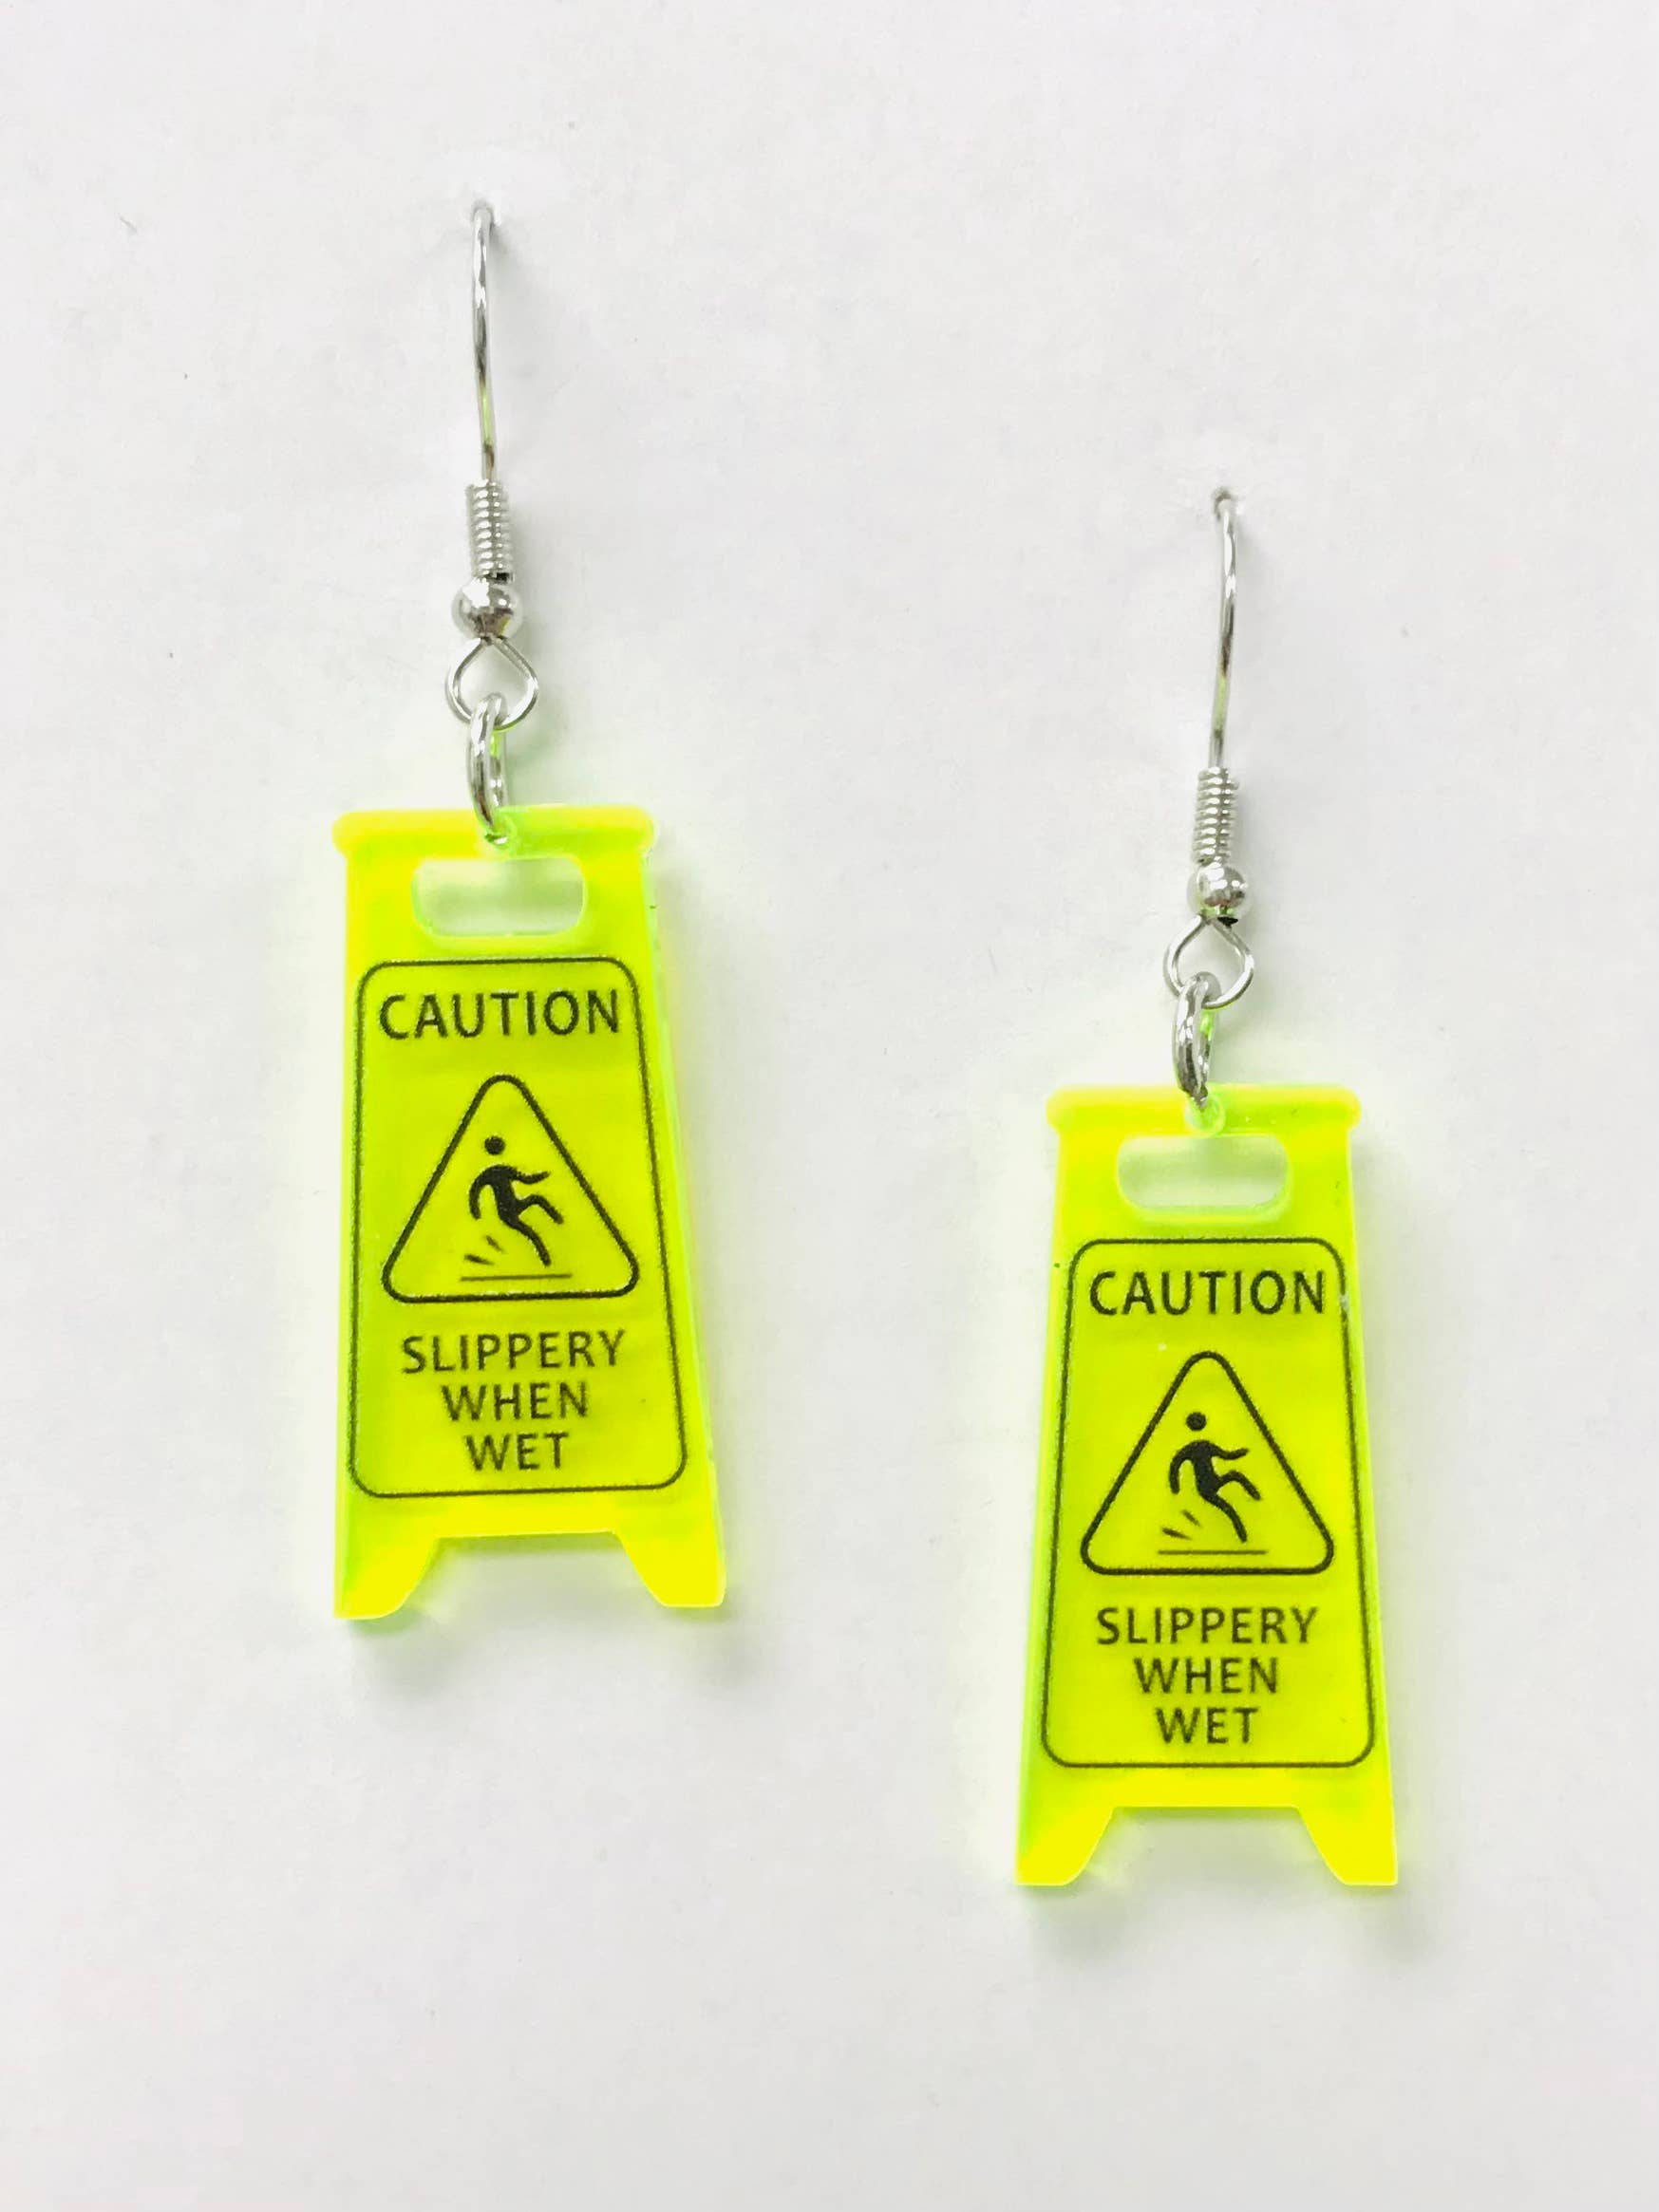 CAUTION
SLIPPERY
WHEN
WET
CAUTION
SLIPPERY
WHEN
WET